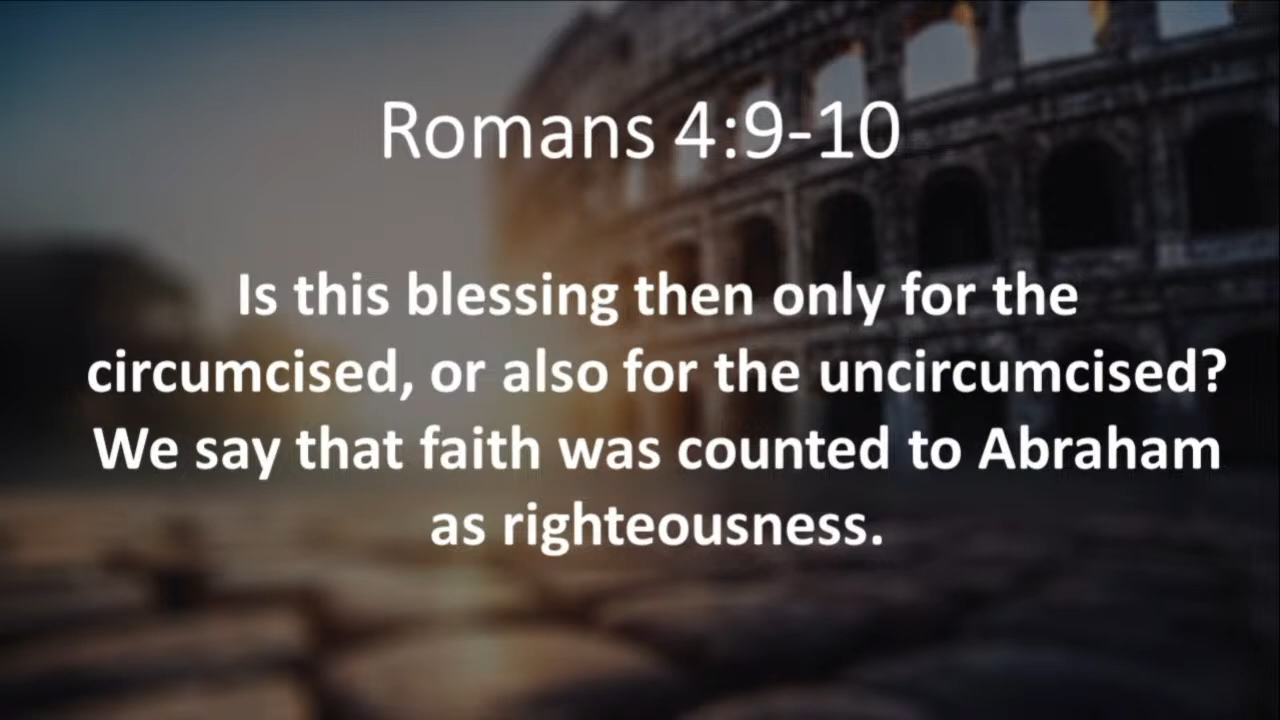 Romans 4:9-10
Is this blessing then only for the
circumcised, or also for the uncircumcised?
We say that faith was counted to Abraham
as righteousness.